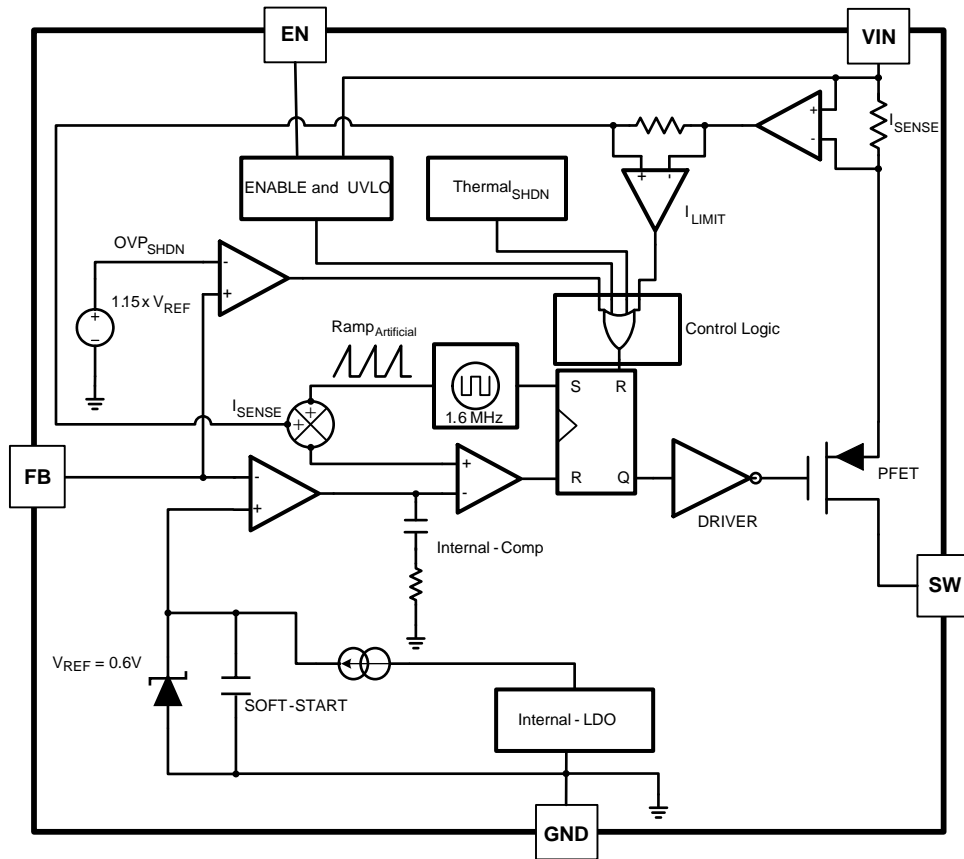 EN
VIN
+
-
I SENSE
ENABLE and UVLO
Thermal SHDN
+ -
I LIMIT
OVP SHDN
-
+
1.15 x V REF
+
−
Control Logic
Ramp Artificial
1.6 MHz
S R
I SENSE
+
+
+
-
R Q
FB
-
+
PFET
DRIVER
Internal - Comp
SW
V REF = 0.6V
SOFT-START
Internal - LDO
GND